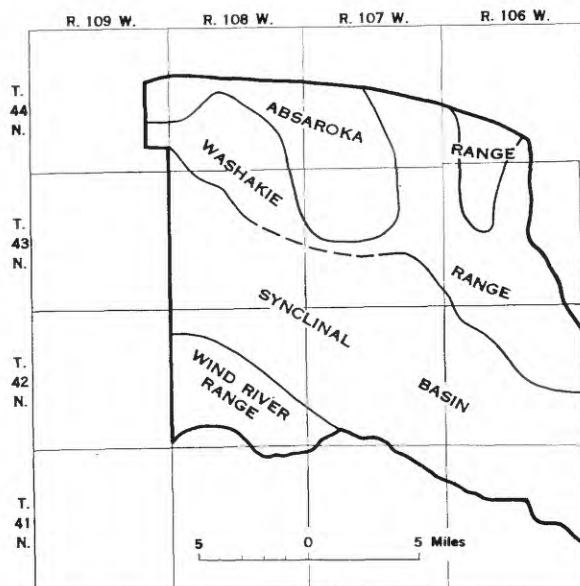 R. 109 W. R. 108 W. R. 107 W. R. 106 W.
T.
44
N.
ABSAROKA
RANGE
WASHAKIE
T.
43
N.
RANGE
SYNCLINAL
T.
42
N.
WIND RIVER
RANGE
BASIN
T.
41
N.
5 0 5 Miles